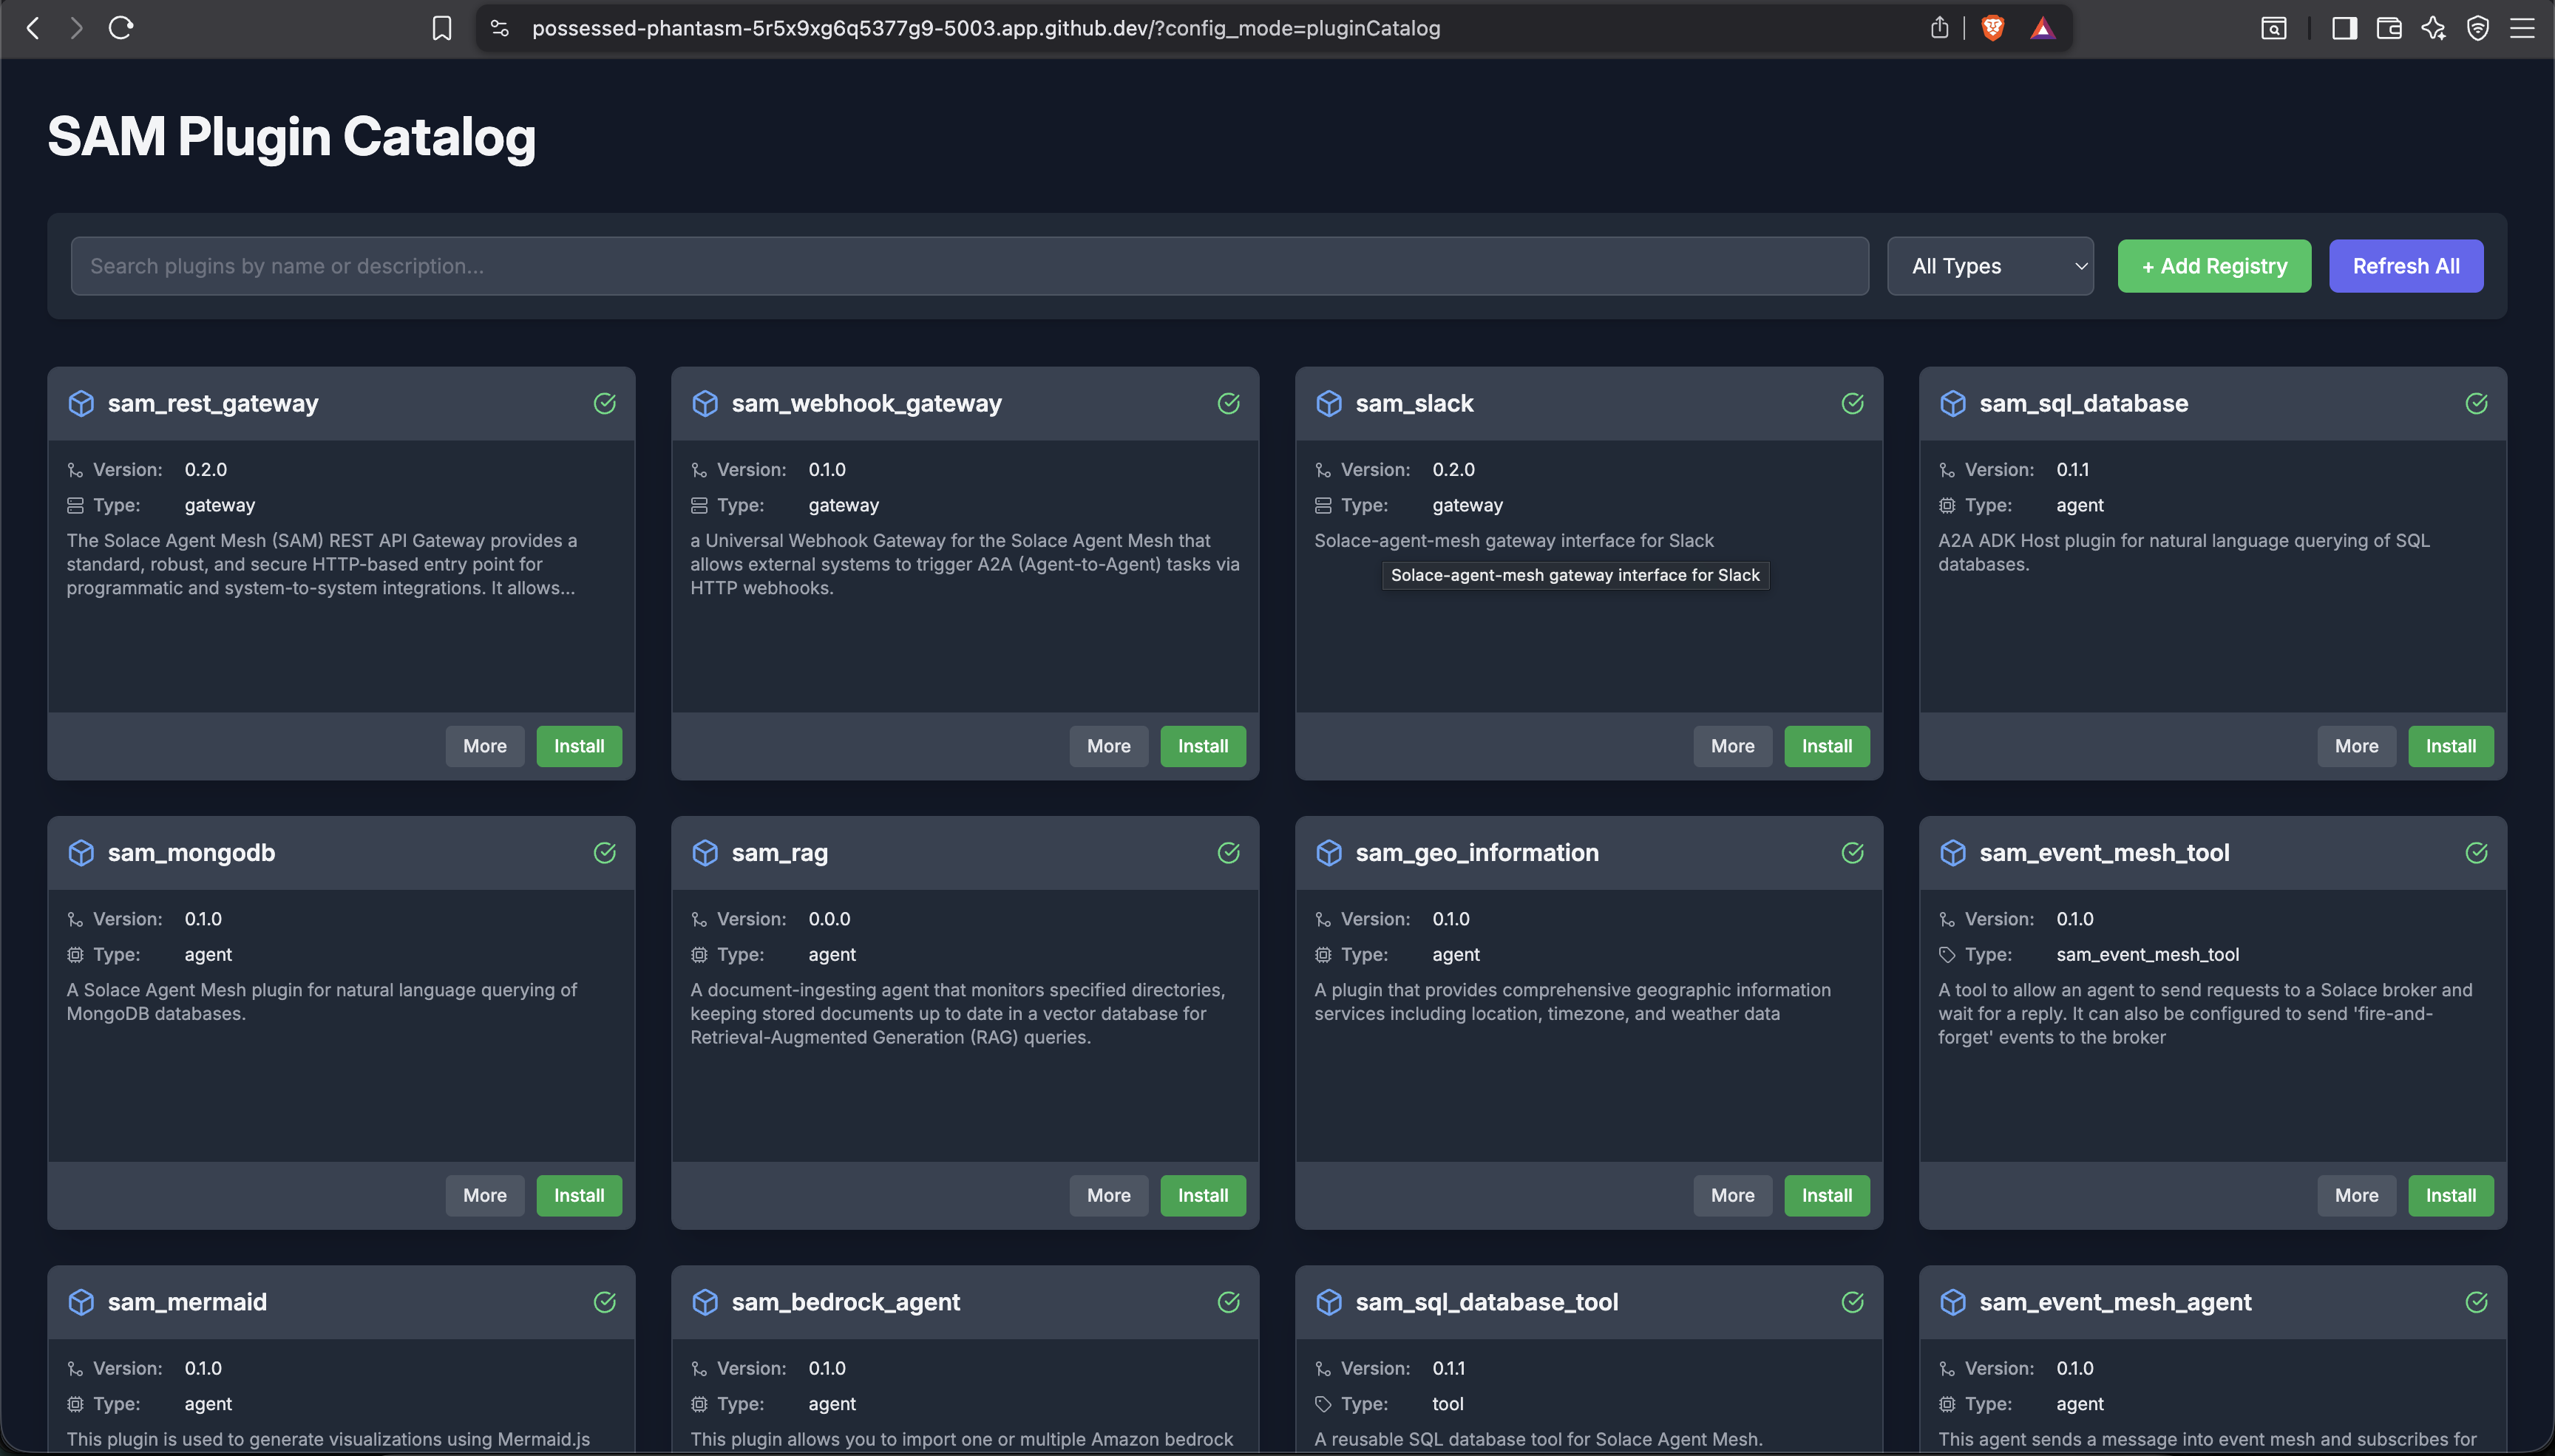 possessed-phantasm-5r5x9xg6q5377g9-5003.app.github.dev/?config_mode=pluginCatalog
SAM Plugin Catalog
Search plugins by name or description...
All Types
+ Add Registry
Refresh All
sam_rest_gateway
Version: 0.2.0
Type: gateway
The Solace Agent Mesh (SAM) REST API Gateway provides a
standard, robust, and secure HTTP-based entry point for
programmatic and system-to-system integrations. It allows...
More
Install
sam_webhook_gateway
Version: 0.1.0
Type: gateway
a Universal Webhook Gateway for the Solace Agent Mesh that
allows external systems to trigger A2A (Agent-to-Agent) tasks via
HTTP webhooks.
More
Install
sam_slack
Version: 0.2.0
Type: gateway
Solace-agent-mesh gateway interface for Slack
Solace-agent-mesh gateway interface for Slack
More
Install
sam_sql_database
Version: 0.1.1
Type: agent
A2A ADK Host plugin for natural language querying of SQL
databases.
More
Install
sam_mongodb
Version: 0.1.0
Type: agent
A Solace Agent Mesh plugin for natural language querying of
MongoDB databases.
More
Install
sam_rag
Version: 0.0.0
Type: agent
A document-ingesting agent that monitors specified directories,
keeping stored documents up to date in a vector database for
Retrieval-Augmented Generation (RAG) queries.
More
Install
sam_geo_information
Version: 0.1.0
Type: agent
A plugin that provides comprehensive geographic information
services including location, timezone, and weather data
More
Install
sam_event_mesh_tool
Version: 0.1.0
Type: sam_event_mesh_tool
A tool to allow an agent to send requests to a Solace broker and
wait for a reply. It can also be configured to send 'fire-and-
forget' events to the broker
More
Install
sam_mermaid
Version: 0.1.0
Type: agent
This plugin is used to generate visualizations using Mermaid.js
sam_bedrock_agent
Version: 0.1.0
Type: agent
This plugin allows you to import one or multiple Amazon bedrock
sam_sql_database_tool
Version: 0.1.1
Type: tool
A reusable SQL database tool for Solace Agent Mesh.
sam_event_mesh_agent
Version: 0.1.0
Type: agent
This agent sends a message into event mesh and subscribes for